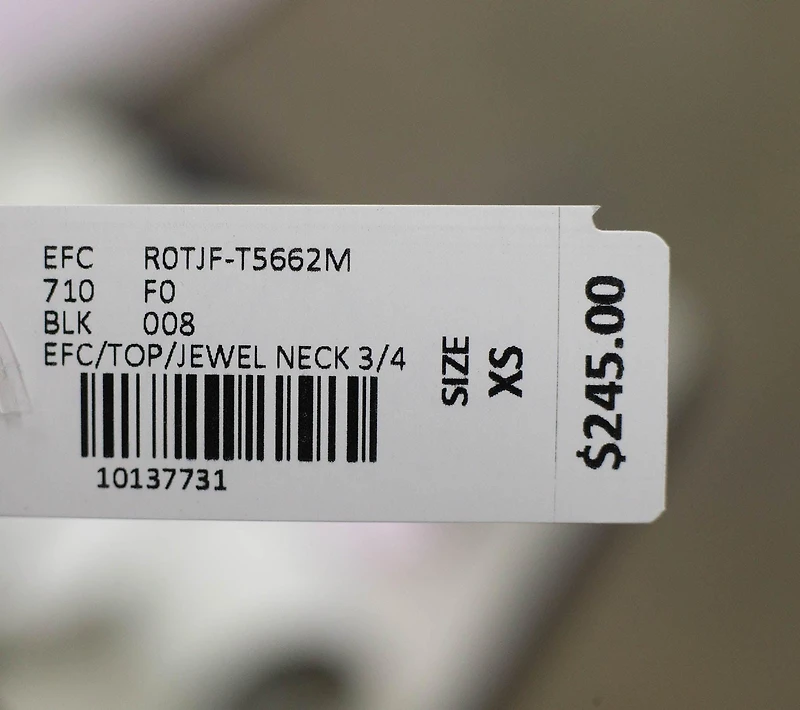 EFC R0TJF-T5662M
710 F0
BLK 008
EFC/TOP/JEWEL NECK 3/4
10137731
SIZE
XS
$245.00